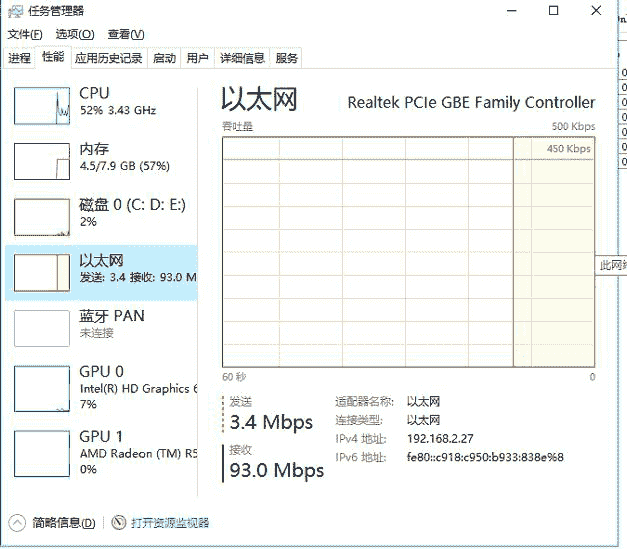 任务管理器
文件(F) 选项(O) 查看(V)
进程 性能 应用历史记录 启动 用户 详细信息 服务
CPU
52% 3.43 GHz
内存
4.5/7.9 GB (57%)
磁盘 0 (C: D: E:)
2%
以太网
发送: 3.4 接收: 93.0 M
蓝牙 PAN
未连接
GPU 0
Intel(R) HD Graphics 6
7%
GPU 1
AMD Radeon (TM) R5
0%
以太网 Realtek PCIe GBE Family Controller
吞吐量 500 Kbps
450 Kbps
60 秒 0
发送
3.4 Mbps
接收
93.0 Mbps
适配器名称: 以太网
连接类型: 以太网
IPv4 地址: 192.168.2.27
IPv6 地址: fe80::c918:c950:b933:838e%8
此网络
简略信息(D) 打开资源监视器